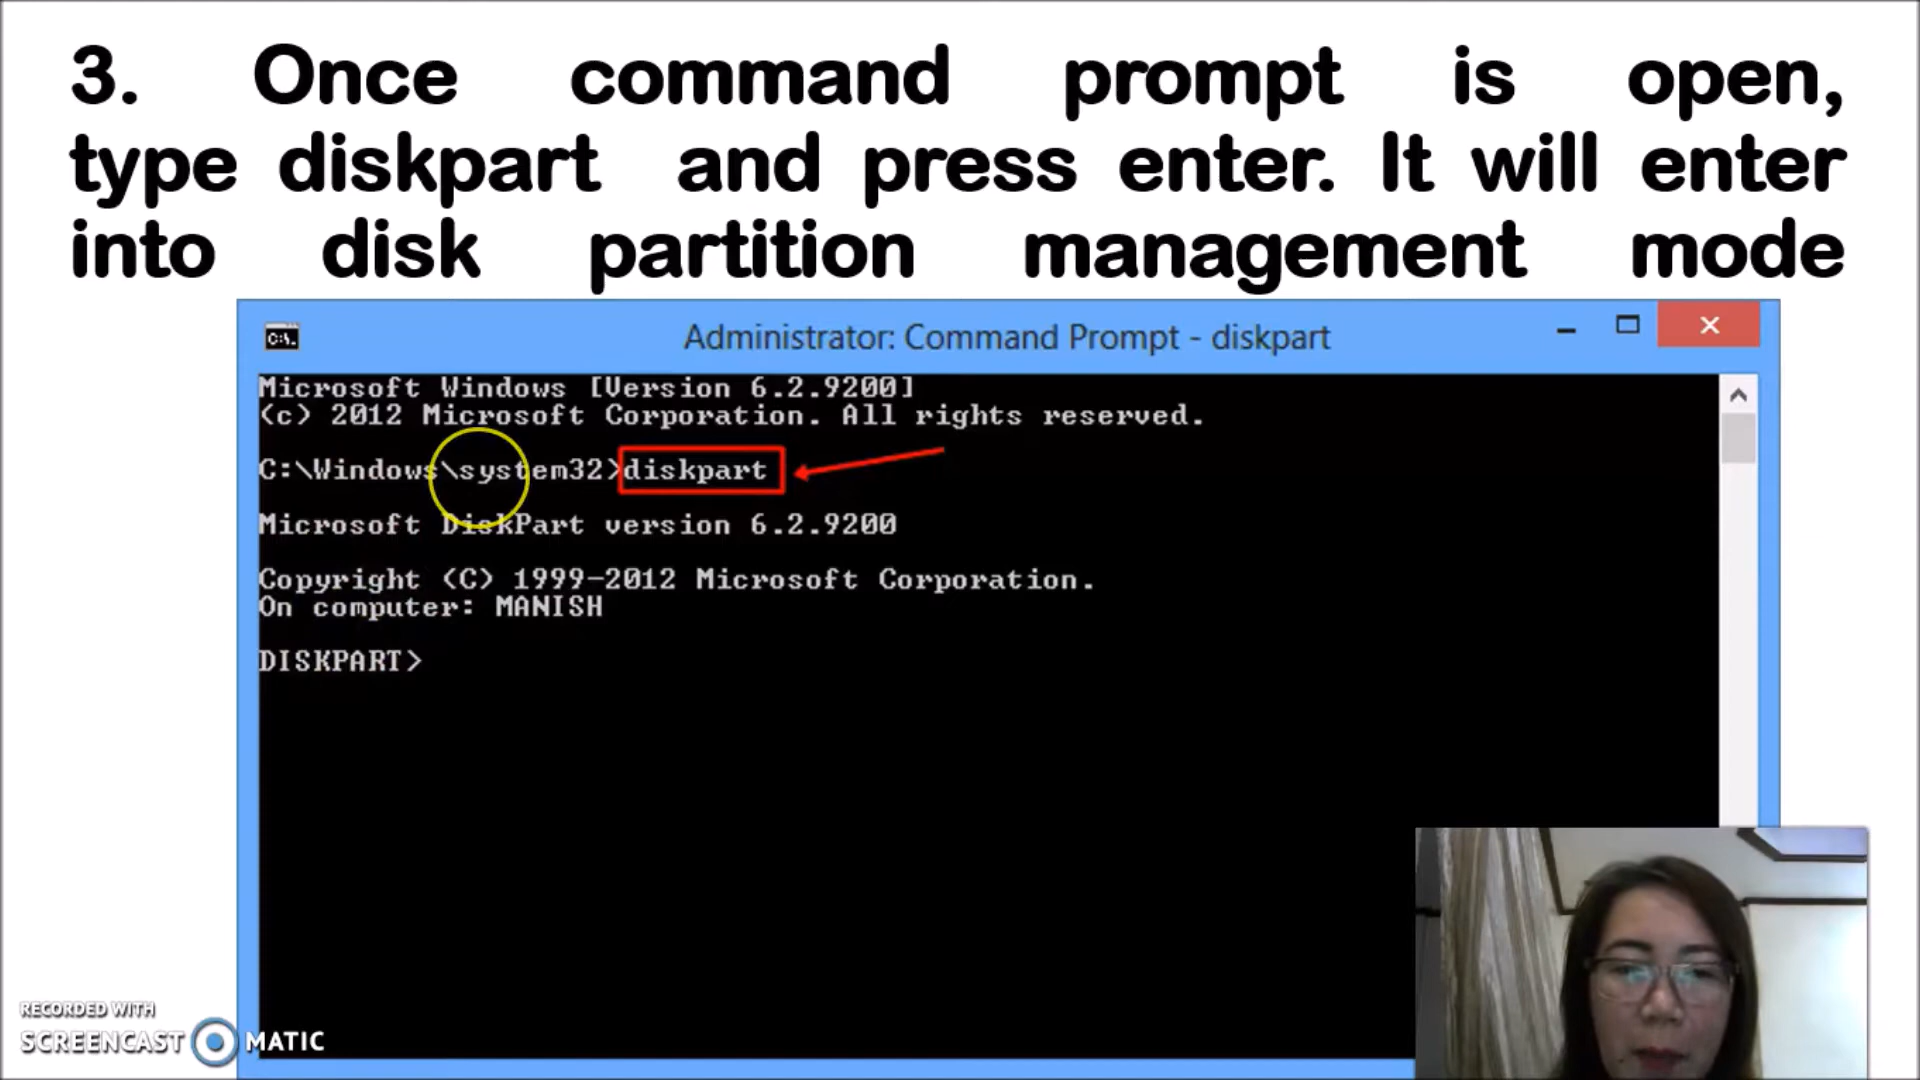 3. Once command prompt is open,
type diskpart and press enter. It will enter
into disk partition management mode
C:\.
Administrator: Command Prompt - diskpart
Microsoft Windows [Version 6.2.9200]
(c) 2012 Microsoft Corporation. All rights reserved.
C:\Windows\system32>diskpart
Microsoft DiskPart version 6.2.9200
Copyright (C) 1999-2012 Microsoft Corporation.
On computer: MANISH
DISKPART>
RECORDED WITH
SCREENCAST MATIC